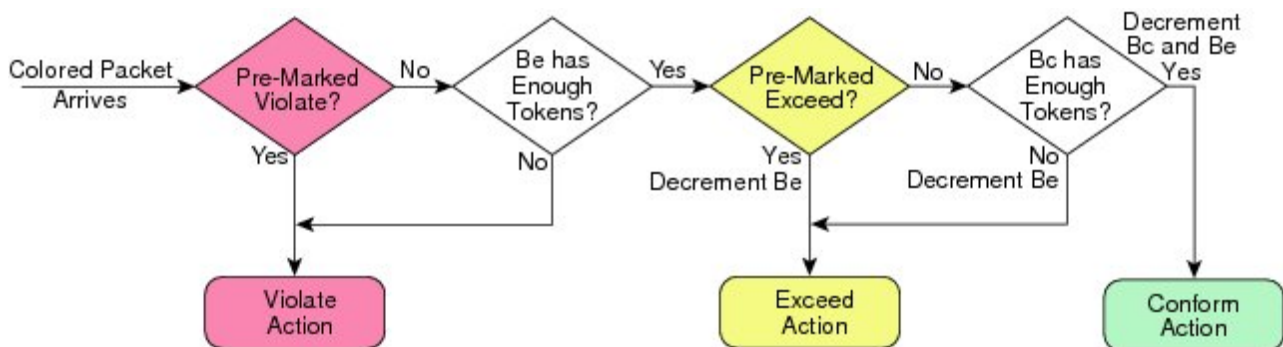 Colored Packet
Arrives
Pre-Marked
Violate?
No
Be has
Enough
Tokens?
Yes
Pre-Marked
Exceed?
No
Bc has
Enough
Tokens?
Decrement
Bc and Be
Yes
Yes
No
Yes
Decrement Be
No
Decrement Be
Violate
Action
Exceed
Action
Conform
Action